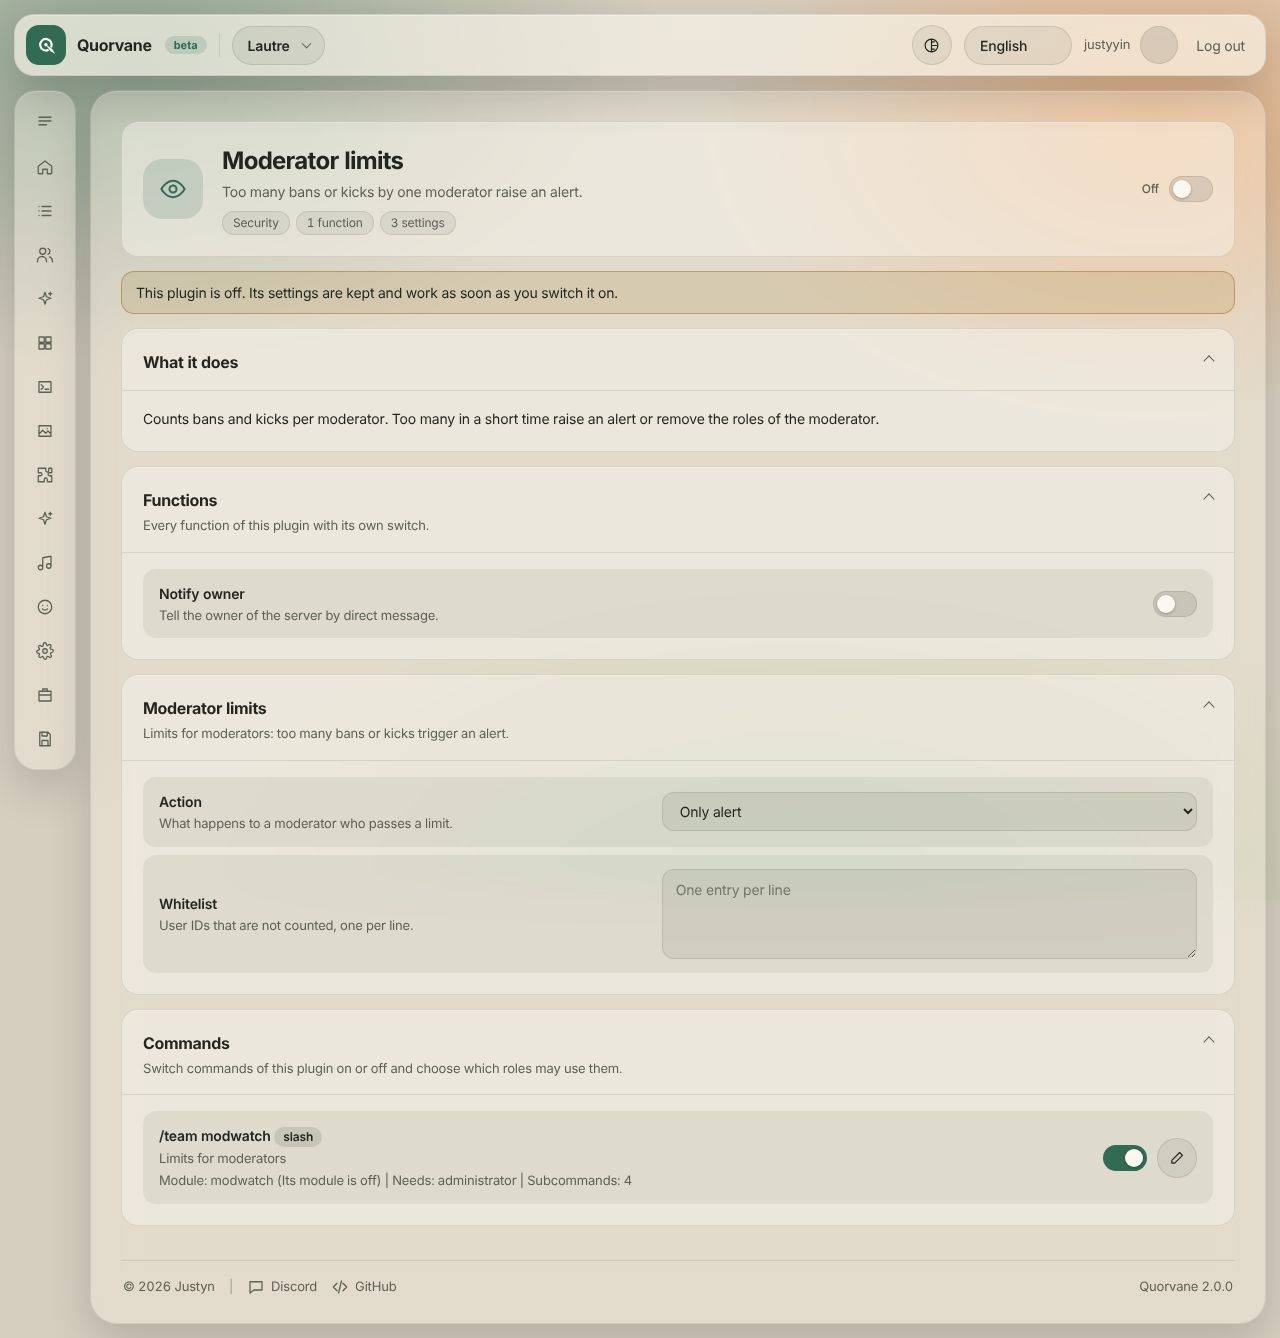 Quorvane beta
Lautre
English
justyyin
Log out
Moderator limits
Too many bans or kicks by one moderator raise an alert.
Security
1 function
3 settings
Off
This plugin is off. Its settings are kept and work as soon as you switch it on.
What it does
Counts bans and kicks per moderator. Too many in a short time raise an alert or remove the roles of the moderator.
Functions
Every function of this plugin with its own switch.
Notify owner
Tell the owner of the server by direct message.
Moderator limits
Limits for moderators: too many bans or kicks trigger an alert.
Action
What happens to a moderator who passes a limit.
Only alert
Whitelist
User IDs that are not counted, one per line.
One entry per line
Commands
Switch commands of this plugin on or off and choose which roles may use them.
/team modwatch slash
Limits for moderators
Module: modwatch (Its module is off) | Needs: administrator | Subcommands: 4
© 2026 Justyn | Discord GitHub
Quorvane 2.0.0